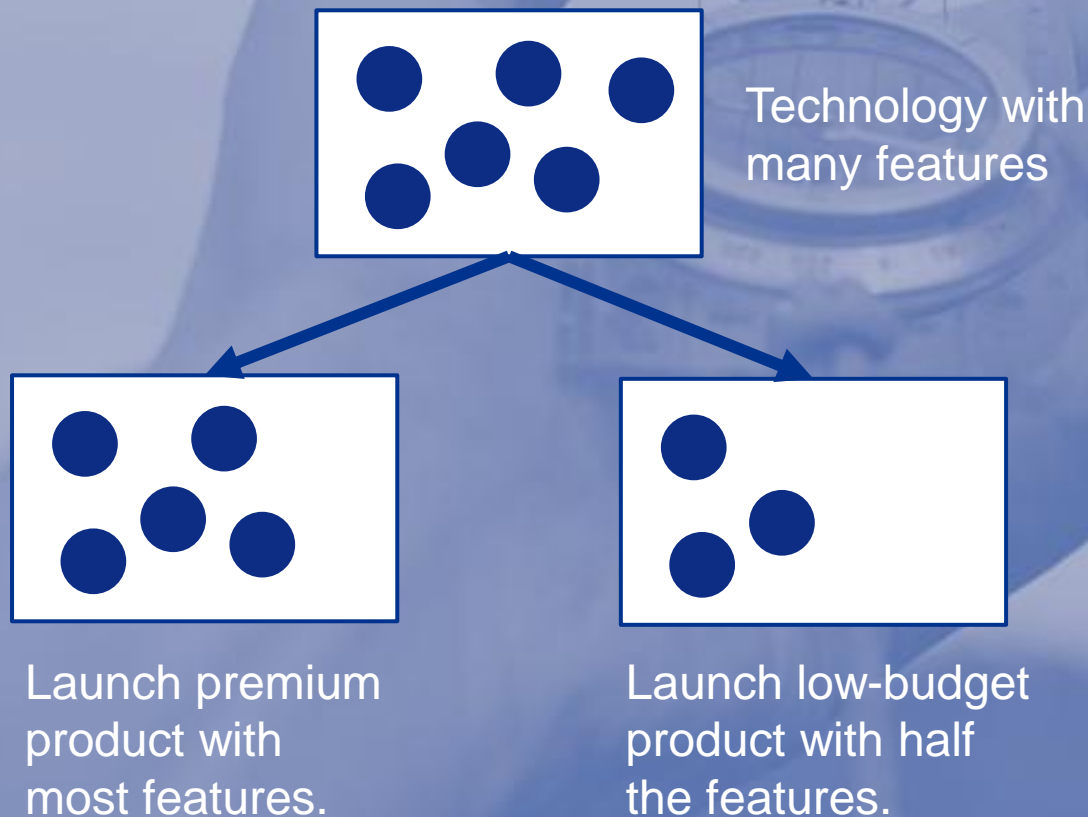 Technology with
many features
Launch premium
product with
most features.
Launch low-budget
product with half
the features.